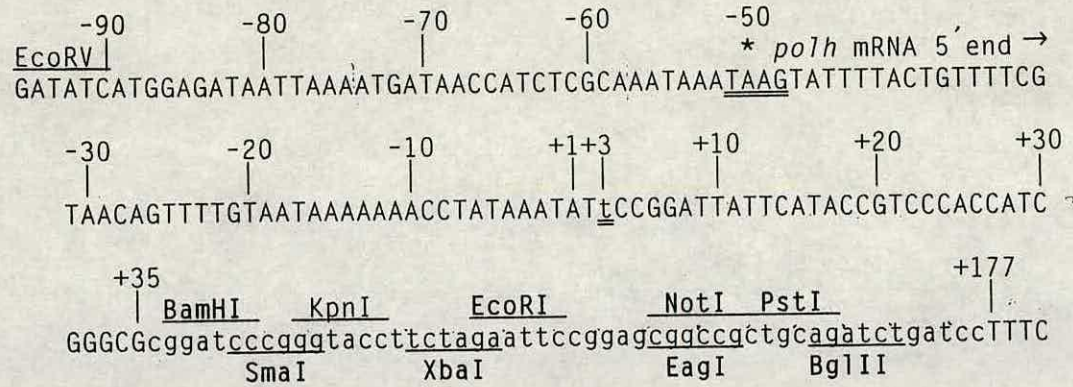 -90 -80 -70 -60 -50
EcoRV * polh mRNA 5´end →
GATATCATGGAGATAATTAAAATGATAACCATCTCGCAAATAAATAAGTATTTTACTGTTTTCG
-30 -20 -10 +1+3 +10 +20 +30
TAACAGTTTTGTAATAAAAAAACCTATAAATATtCCGGATTATTCATACCGTCCCACCATC
+35 +177
BamHI KpnI EcoRI NotI PstI
GGGCGcggatcccgggtaccttctagaattccggagcggccgctgcagatctgatccTTTC
SmaI XbaI EagI BglII